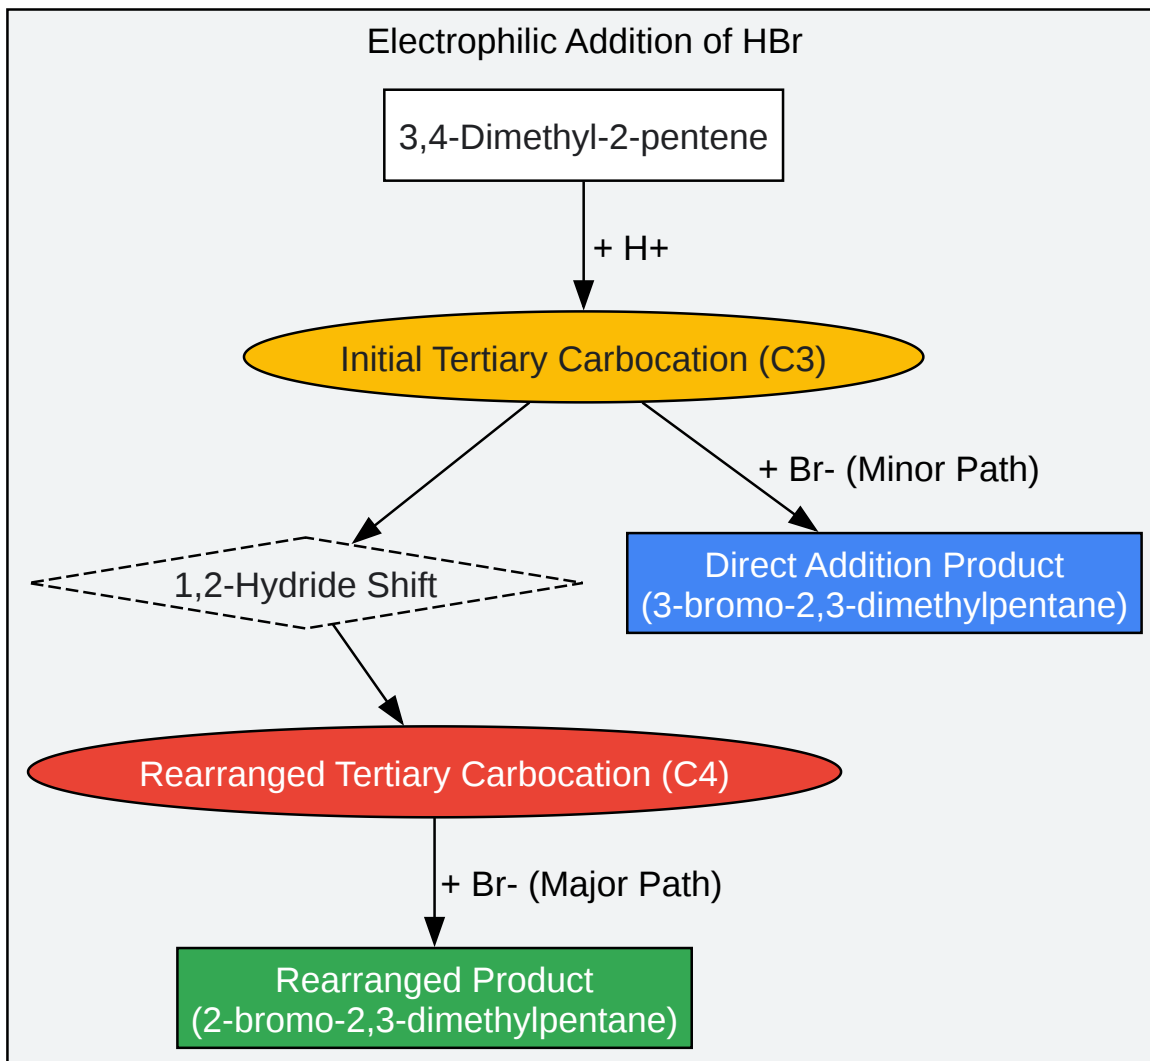 Electrophilic Addition of HBr
3,4-Dimethyl-2-pentene
+ H+
Initial Tertiary Carbocation (C3)
+ Br- (Minor Path)
1,2-Hydride Shift
Direct Addition Product
(3-bromo-2,3-dimethylpentane)
Rearranged Tertiary Carbocation (C4)
+ Br- (Major Path)
Rearranged Product
(2-bromo-2,3-dimethylpentane)